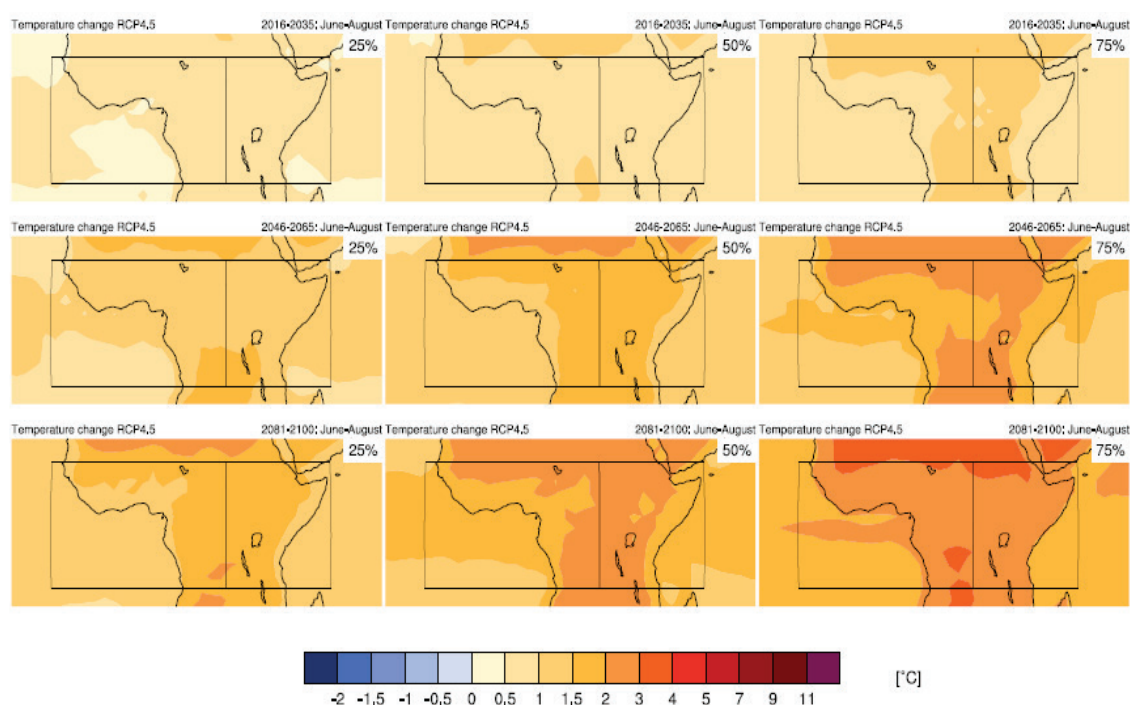 Temperature change RCP4.5 2016-2035: June-August
25%
Temperature change RCP4.5 2016-2035: June-August
50%
Temperature change RCP4.5 2016-2035: June-August
75%
Temperature change RCP4.5 2046-2065: June-August
25%
Temperature change RCP4.5 2046-2065: June-August
50%
Temperature change RCP4.5 2046-2065: June-August
75%
Temperature change RCP4.5 2081-2100: June-August
25%
Temperature change RCP4.5 2081-2100: June-August
50%
Temperature change RCP4.5 2081-2100: June-August
75%
-2 -1.5 -1 -0.5 0 0.5 1 1.5 2 3 4 5 7 9 11 [°C]